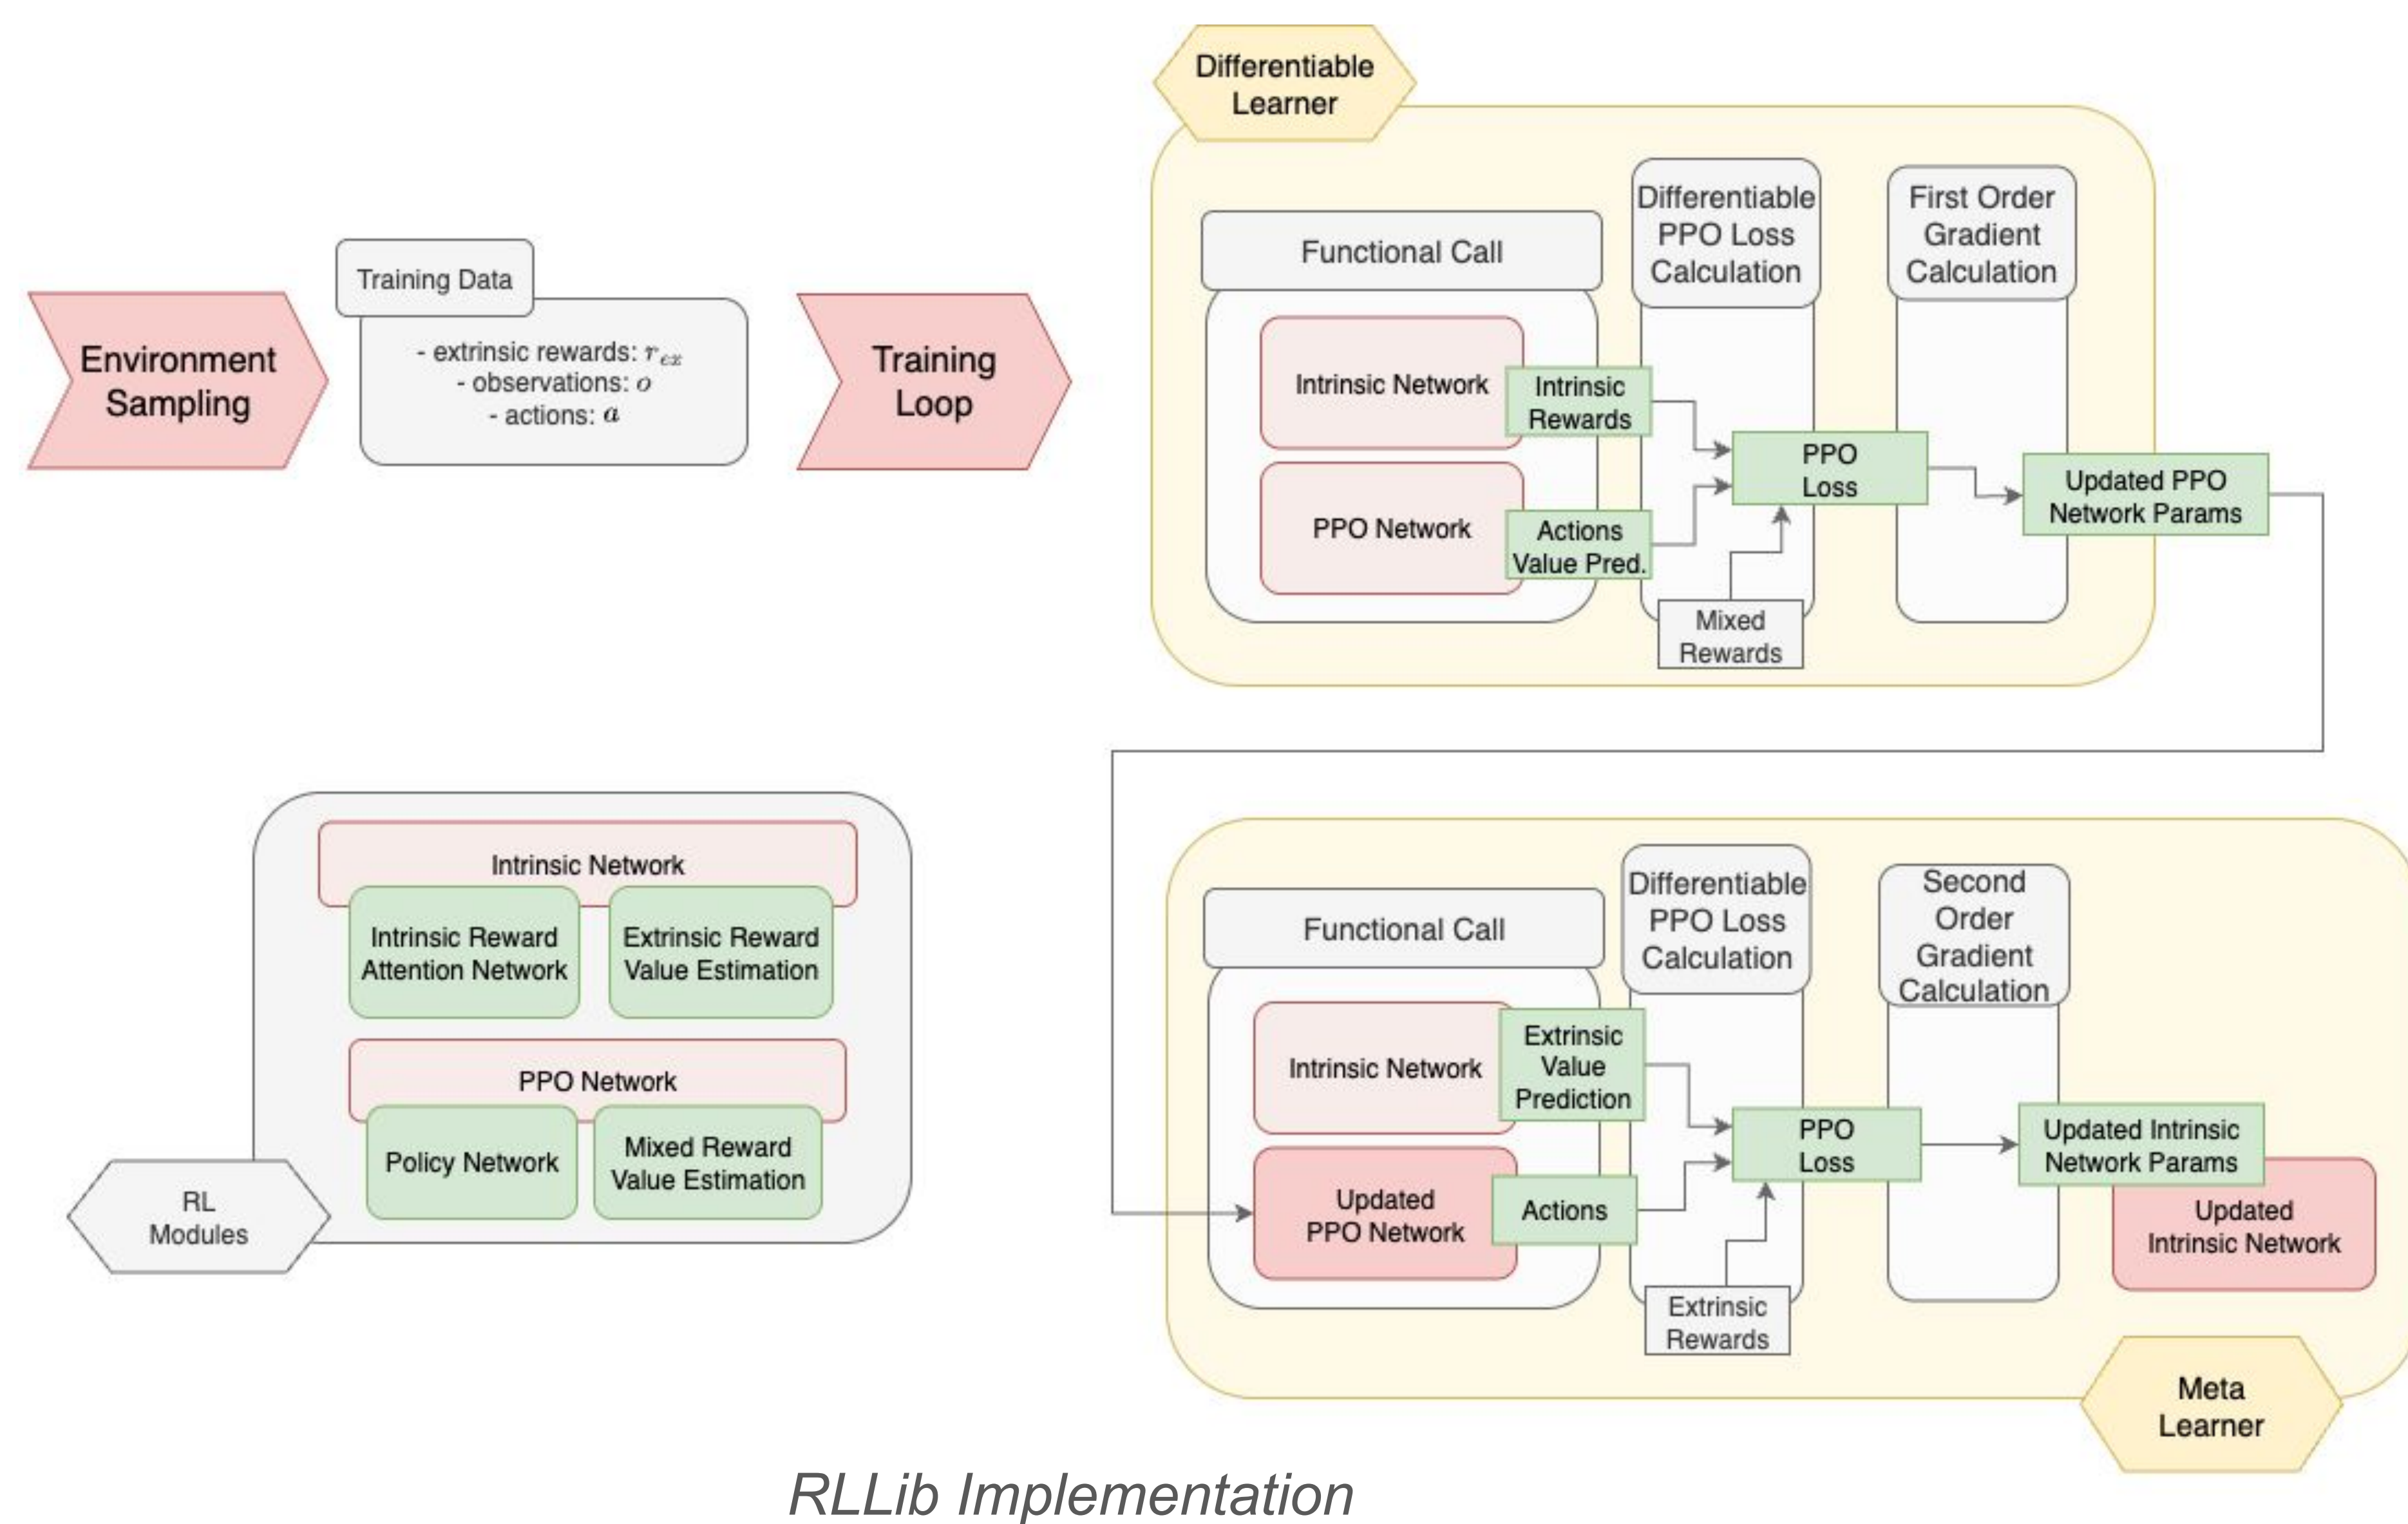 Differentiable
Learner
Training Data
Environment
Sampling
- extrinsic rewards: r_ex
- observations: o
- actions: a
Training
Loop
Functional Call
Differentiable
PPO Loss
Calculation
First Order
Gradient
Calculation
Intrinsic Network
Intrinsic
Rewards
PPO Network
Actions
Value Pred.
PPO
Loss
Mixed
Rewards
Updated PPO
Network Params
Intrinsic Network
Intrinsic Reward
Attention Network
Extrinsic Reward
Value Estimation
PPO Network
Policy Network
Mixed Reward
Value Estimation
RL
Modules
Functional Call
Differentiable
PPO Loss
Calculation
Second
Order
Gradient
Calculation
Intrinsic Network
Extrinsic
Value
Prediction
Updated
PPO Network
Actions
PPO
Loss
Extrinsic
Rewards
Updated Intrinsic
Network Params
Updated
Intrinsic Network
Meta
Learner
RLLib Implementation